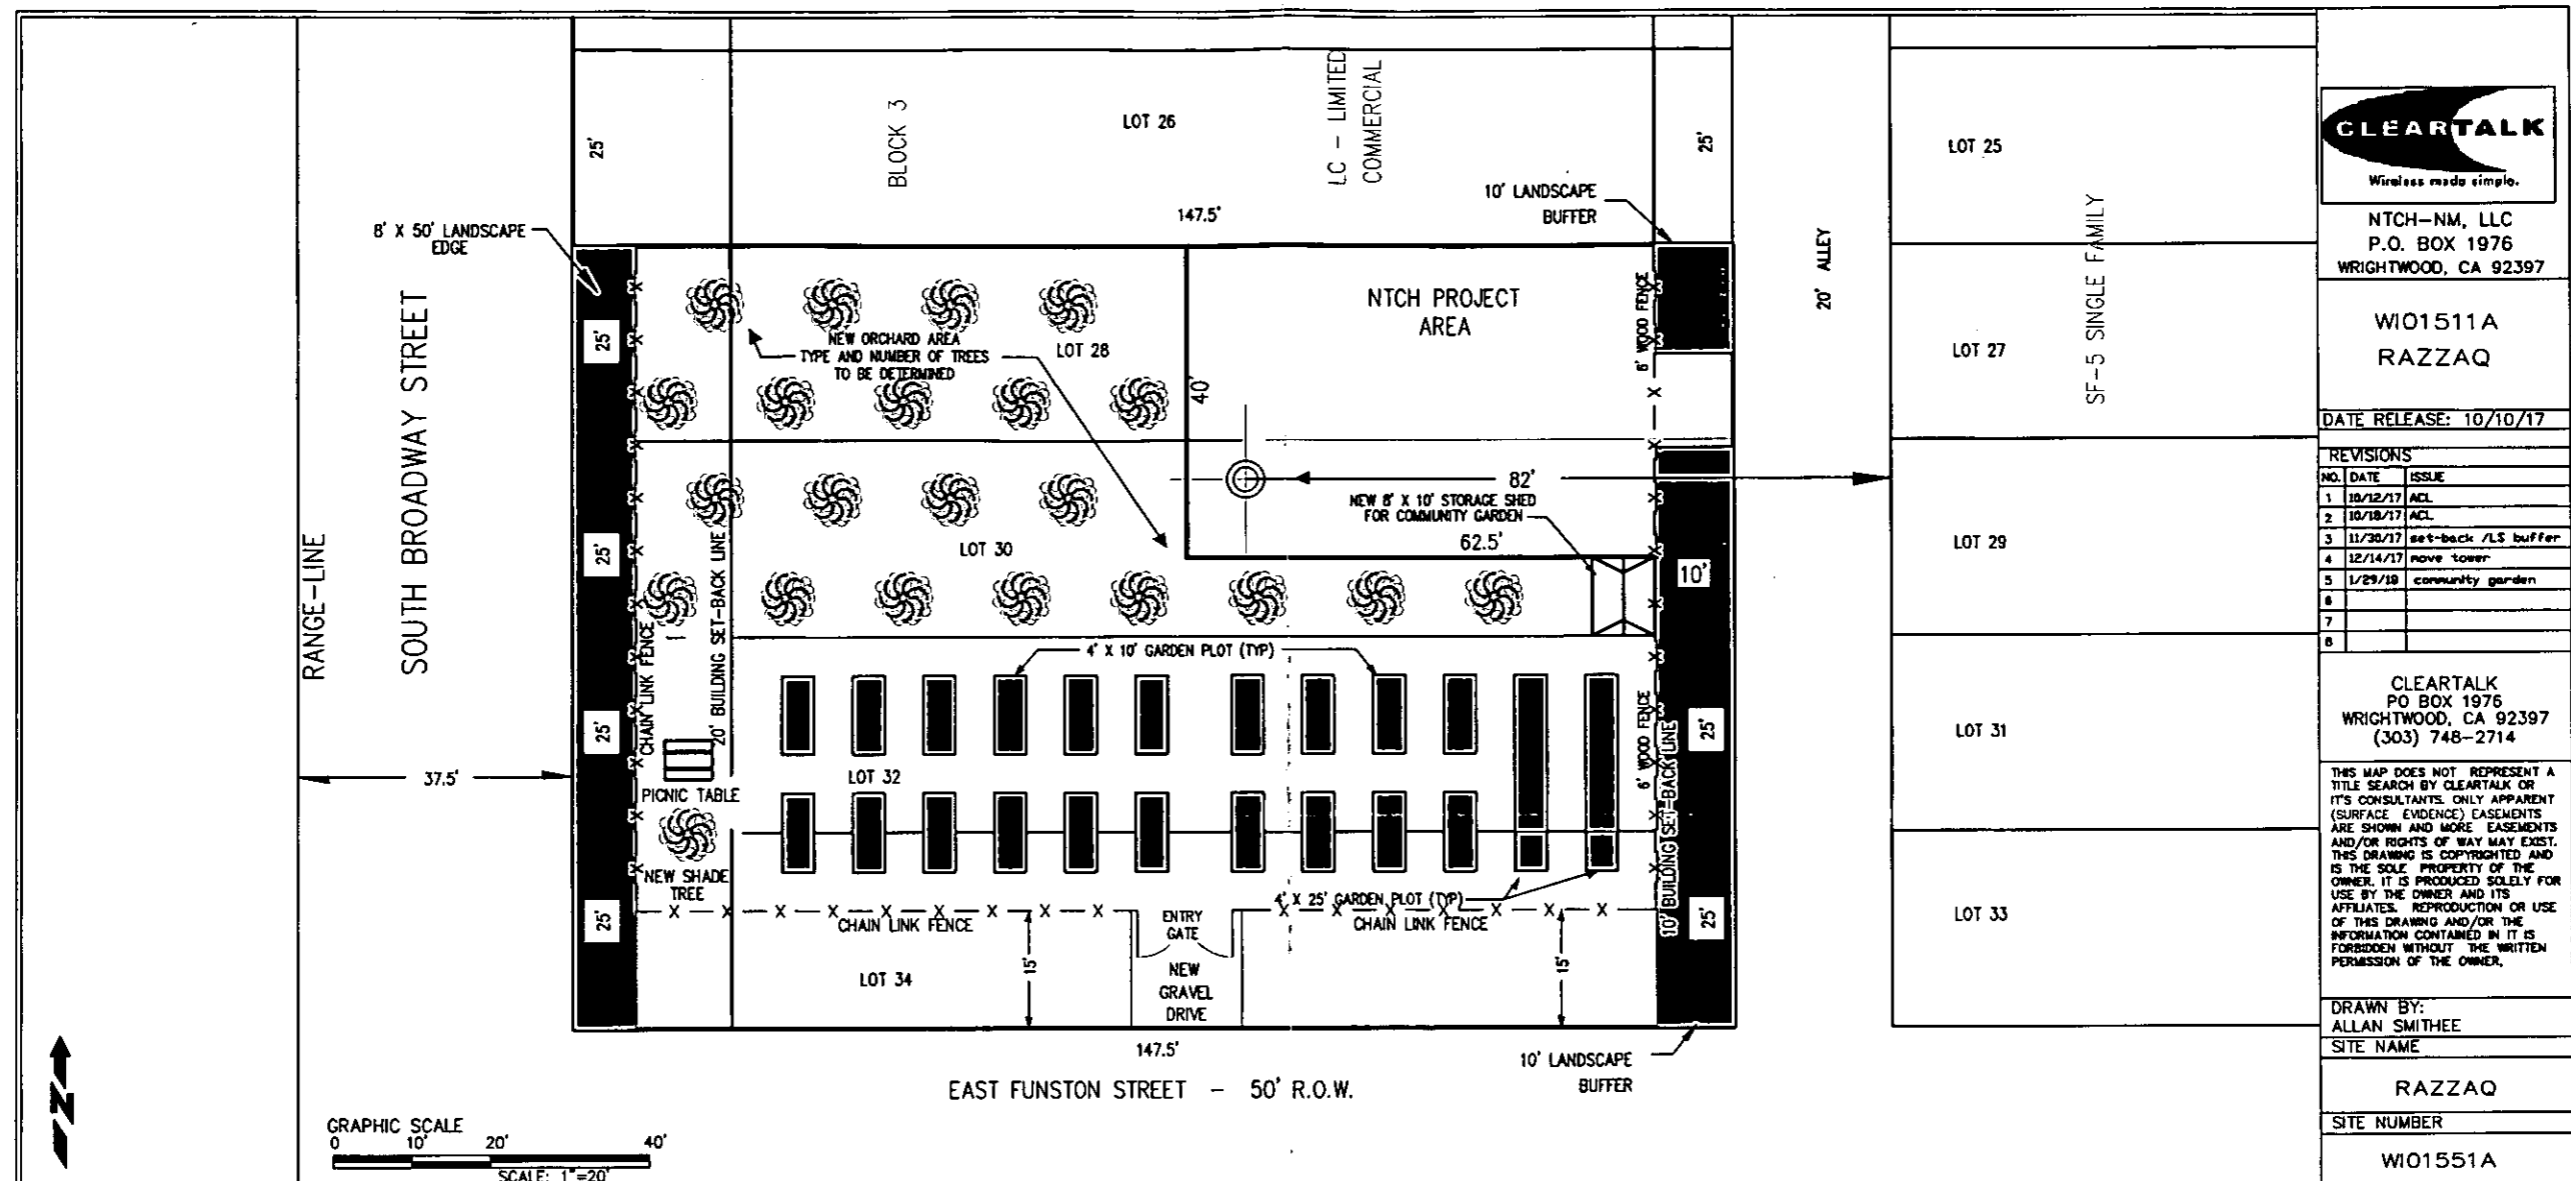 25'
BLOCK 3
LOT 26
LC - LIMITED
COMMERCIAL
25'
147.5'
10' LANDSCAPE
BUFFER
8' X 50' LANDSCAPE
EDGE
RANGE-LINE
SOUTH BROADWAY STREET
37.5'
25'
25'
25'
25'
CHAIN LINK FENCE
20' BUILDING SET-BACK LINE
NEW ORCHARD AREA
TYPE AND NUMBER OF TREES
TO BE DETERMINED
LOT 28
NTCH PROJECT
AREA
40'
6' WOOD FENCE
82'
NEW 8' X 10' STORAGE SHED
FOR COMMUNITY GARDEN
62.5'
LOT 30
10'
4' X 10' GARDEN PLOT (TYP)
PICNIC TABLE
LOT 32
NEW SHADE
TREE
6' WOOD FENCE
10' BUILDING SET-BACK LINE
25'
25'
4' X 25' GARDEN PLOT (TYP)
CHAIN LINK FENCE
ENTRY
GATE
CHAIN LINK FENCE
15'
15'
LOT 34
NEW
GRAVEL
DRIVE
147.5'
10' LANDSCAPE
BUFFER
EAST FUNSTON STREET - 50' R.O.W.
20' ALLEY
LOT 25
LOT 27
LOT 29
LOT 31
LOT 33
SF-5 SINGLE FAMILY
N
GRAPHIC SCALE
0 10' 20' 40'
SCALE: 1"=20'
CLEARTALK
Wireless made simple.
NTCH-NM, LLC
P.O. BOX 1976
WRIGHTWOOD, CA 92397
WI01511A
RAZZAQ
DATE RELEASE: 10/10/17
REVISIONS
NO. DATE ISSUE
1 10/12/17 ACL
2 10/18/17 ACL
3 11/30/17 set-back /LS buffer
4 12/14/17 move tower
5 1/29/18 community garden
6
7
8
CLEARTALK
PO BOX 1976
WRIGHTWOOD, CA 92397
(303) 748-2714
THIS MAP DOES NOT REPRESENT A
TITLE SEARCH BY CLEARTALK OR
IT'S CONSULTANTS. ONLY APPARENT
(SURFACE EVIDENCE) EASEMENTS
ARE SHOWN AND MORE EASEMENTS
AND/OR RIGHTS OF WAY MAY EXIST.
THIS DRAWING IS COPYRIGHTED AND
IS THE SOLE PROPERTY OF THE
OWNER. IT IS PRODUCED SOLELY FOR
USE BY THE OWNER AND ITS
AFFILIATES. REPRODUCTION OR USE
OF THIS DRAWING AND/OR THE
INFORMATION CONTAINED IN IT IS
FORBIDDEN WITHOUT THE WRITTEN
PERMISSION OF THE OWNER.
DRAWN BY:
ALLAN SMITHEE
SITE NAME
RAZZAQ
SITE NUMBER
WI01551A